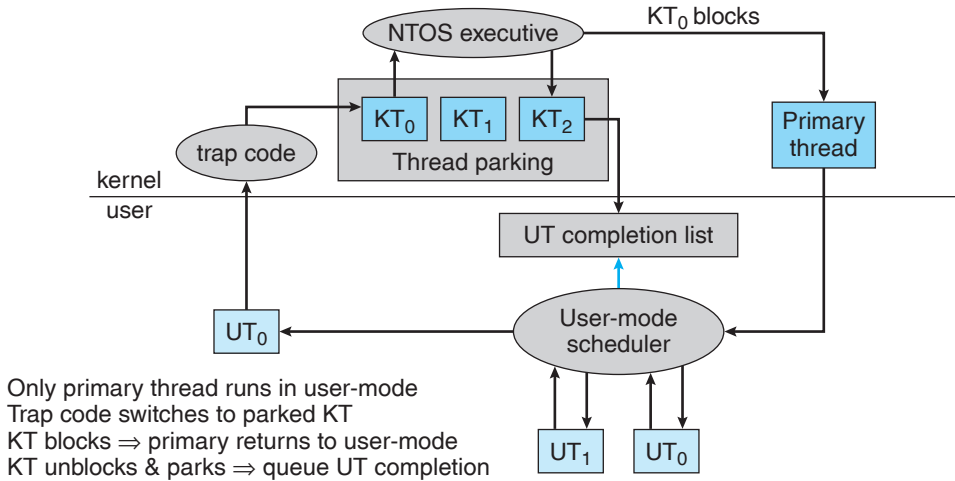 NTOS executive
KT₀ blocks
KT₀
KT₁
KT₂
Thread parking
Primary
thread
trap code
kernel
user
UT completion list
UT₀
User-mode
scheduler
UT₁
UT₀
Only primary thread runs in user-mode
Trap code switches to parked KT
KT blocks ⇒ primary returns to user-mode
KT unblocks & parks ⇒ queue UT completion